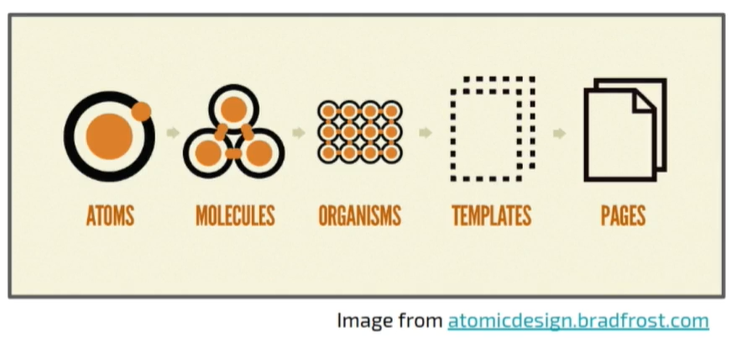 ATOMS MOLECULES ORGANISMS TEMPLATES PAGES
Image from atomicdesign.bradfrost.com